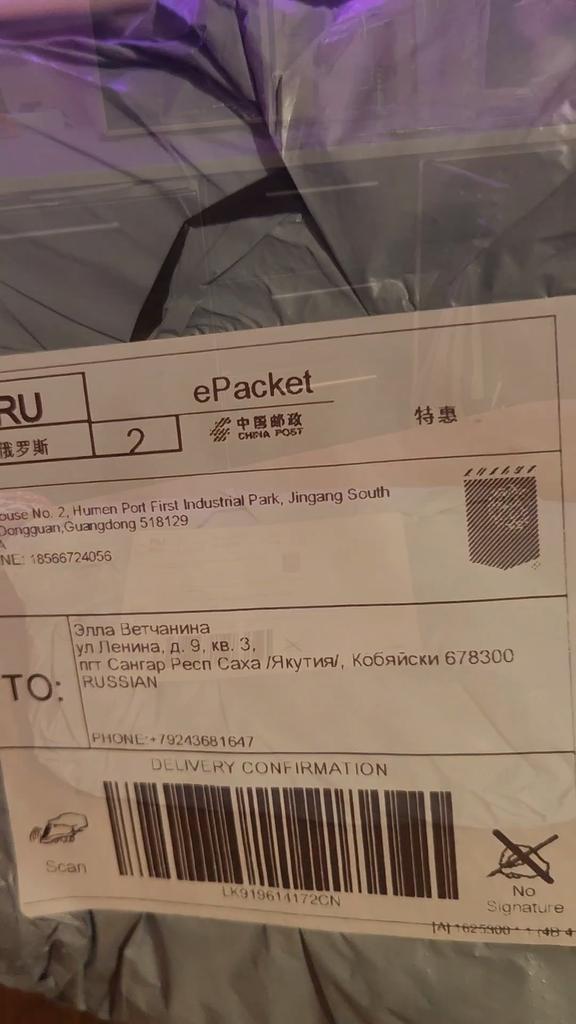 RU
ePacket
俄罗斯
2
中国邮政
CHINA POST
特惠
ouse No. 2, Humen Port First Industrial Park, Jingang South
Dongguan,Guangdong 518129
NE: 18566724056
TO:
Элла Ветчанина
ул Ленина, д. 9, кв. 3,
пгт Сангар Респ Саха /Якутия/, Кобяйски 678300
RUSSIAN
PHONE:+79243681647
DELIVERY CONFIRMATION
Scan
LK919614172CN
No
Signature